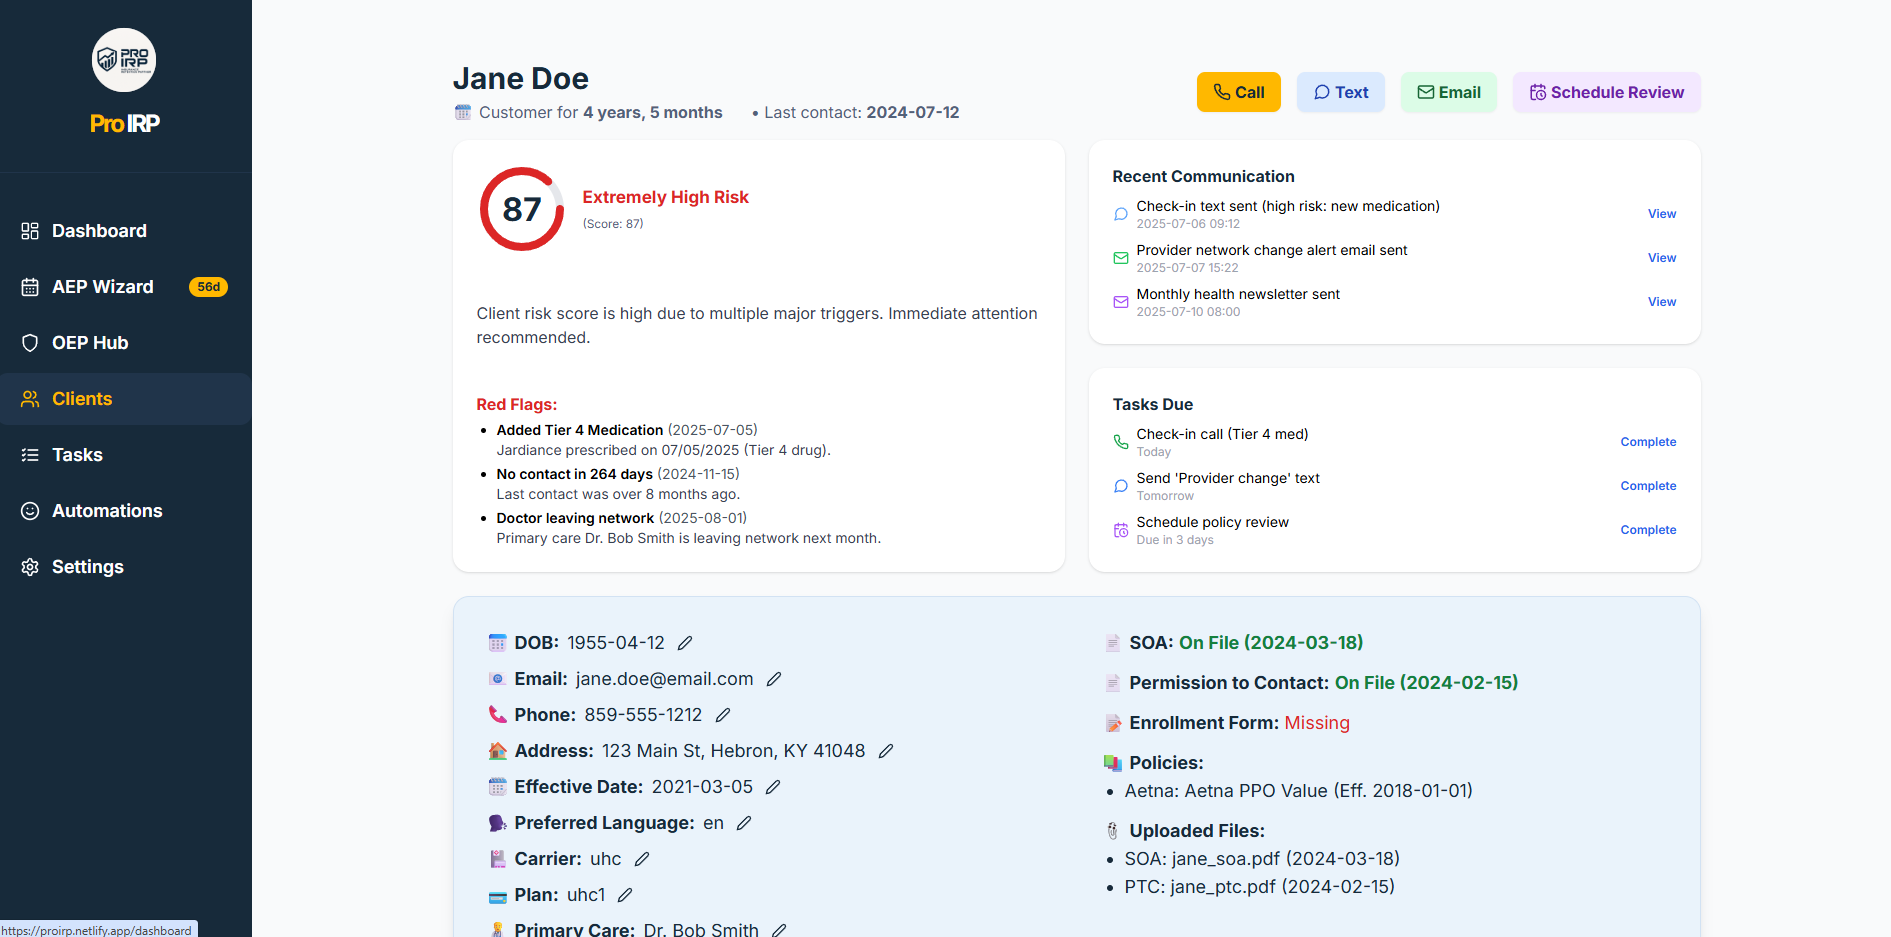 PRO
IRP
Pro IRP
Dashboard
AEP Wizard 56d
OEP Hub
Clients
Tasks
Automations
Settings
https://proirp.netlify.app/dashboard
Jane Doe
Customer for 4 years, 5 months • Last contact: 2024-07-12
Call
Text
Email
Schedule Review
87
Extremely High Risk
(Score: 87)
Client risk score is high due to multiple major triggers. Immediate attention
recommended.
Red Flags:
• Added Tier 4 Medication (2025-07-05)
Jardiance prescribed on 07/05/2025 (Tier 4 drug).
• No contact in 264 days (2024-11-15)
Last contact was over 8 months ago.
• Doctor leaving network (2025-08-01)
Primary care Dr. Bob Smith is leaving network next month.
Recent Communication
Check-in text sent (high risk: new medication)
2025-07-06 09:12
View
Provider network change alert email sent
2025-07-07 15:22
View
Monthly health newsletter sent
2025-07-10 08:00
View
Tasks Due
Check-in call (Tier 4 med)
Today
Complete
Send 'Provider change' text
Tomorrow
Complete
Schedule policy review
Due in 3 days
Complete
DOB: 1955-04-12
Email: jane.doe@email.com
Phone: 859-555-1212
Address: 123 Main St, Hebron, KY 41048
Effective Date: 2021-03-05
Preferred Language: en
Carrier: uhc
Plan: uhc1
Primary Care: Dr. Bob Smith
SOA: On File (2024-03-18)
Permission to Contact: On File (2024-02-15)
Enrollment Form: Missing
Policies:
• Aetna: Aetna PPO Value (Eff. 2018-01-01)
Uploaded Files:
• SOA: jane_soa.pdf (2024-03-18)
• PTC: jane_ptc.pdf (2024-02-15)